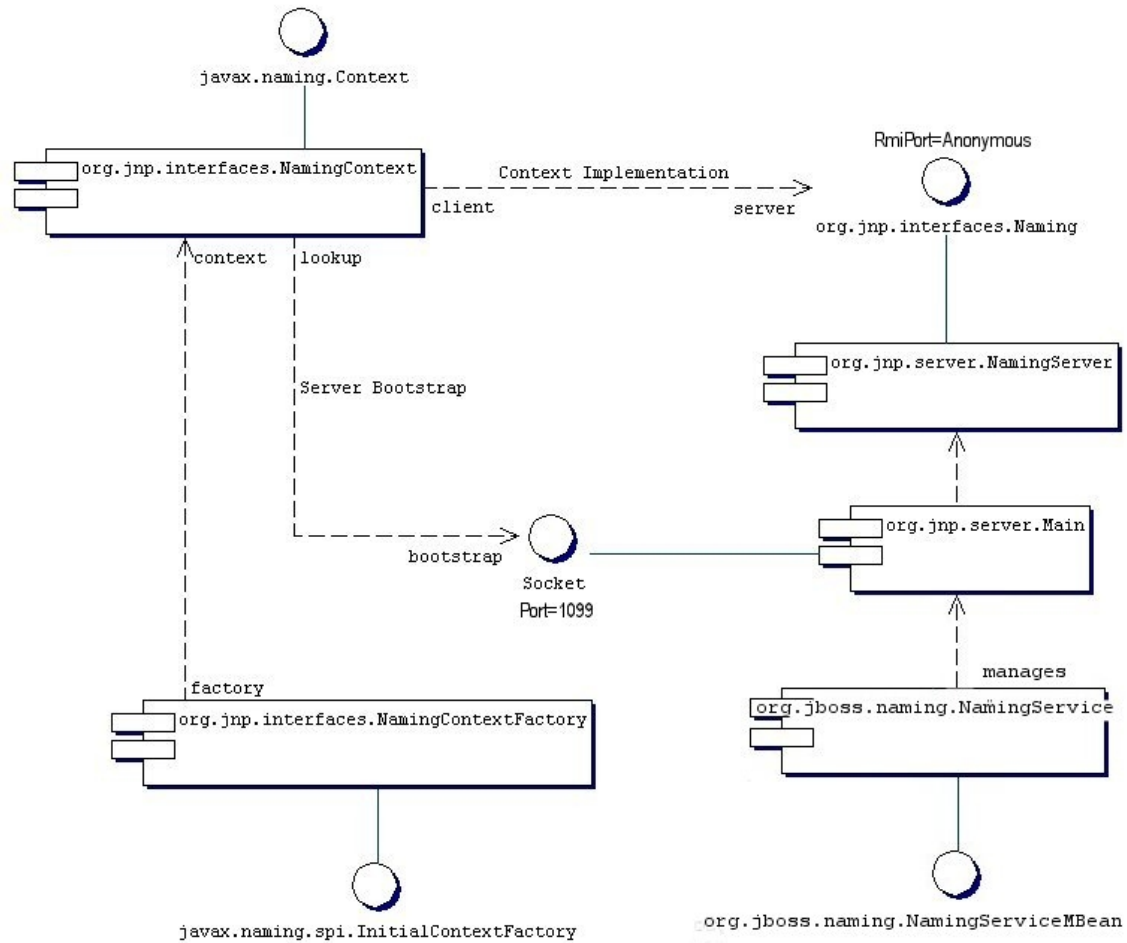 javax.naming.Context
RmiPort=Anonymous
org.jnp.interfaces.NamingContext
Context Implementation
client
server
org.jnp.interfaces.Naming
context
lookup
org.jnp.server.NamingServer
Server Bootstrap
org.jnp.server.Main
bootstrap
Socket
Port=1099
manages
factory
org.jboss.naming.NamingService
org.jnp.interfaces.NamingContextFactory
org.jboss.naming.NamingServiceMBean
javax.naming.spi.InitialContextFactory